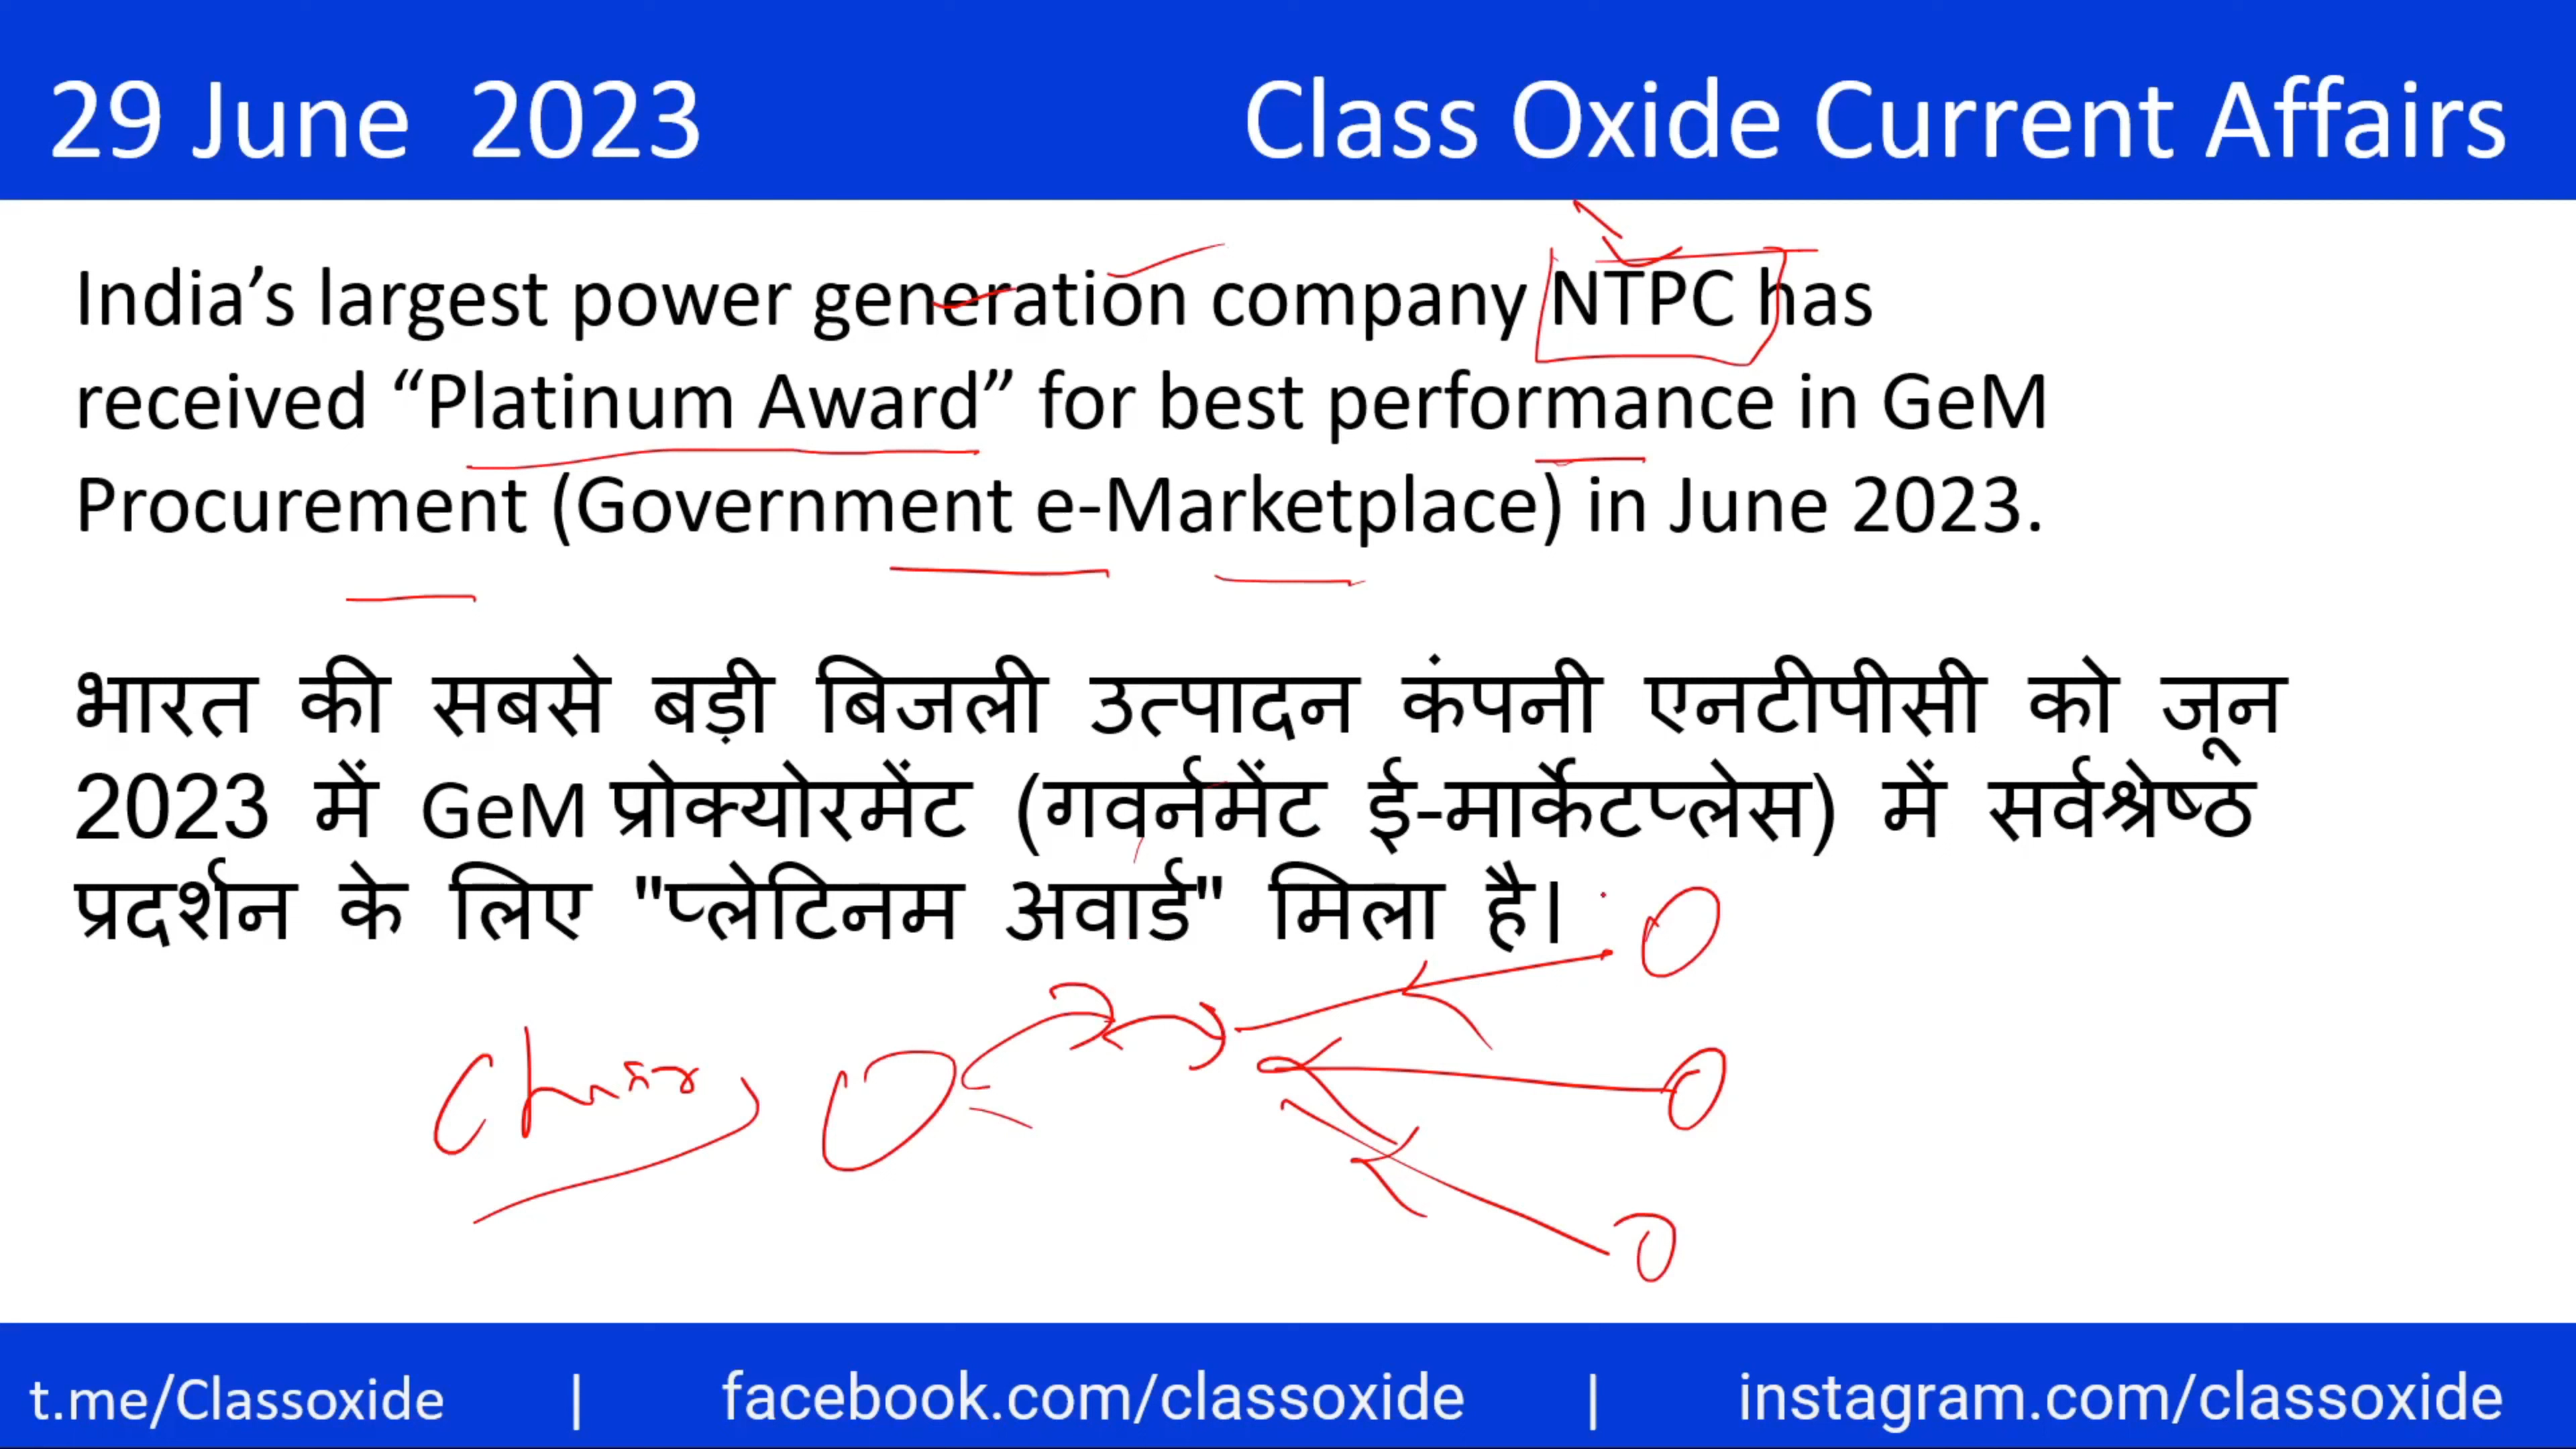 29 June 2023
Class Oxide Current Affairs
India’s largest power generation company NTPC has
received “Platinum Award” for best performance in GeM
Procurement (Government e-Marketplace) in June 2023.
भारत की सबसे बड़ी बिजली उत्पादन कंपनी एनटीपीसी को जून
2023 में GeM प्रोक्योरमेंट (गवर्नमेंट ई-मार्केटप्लेस) में सर्वश्रेष्ठ
प्रदर्शन के लिए "प्लेटिनम अवार्ड" मिला है।
t.me/Classoxide | facebook.com/classoxide | instagram.com/classoxide